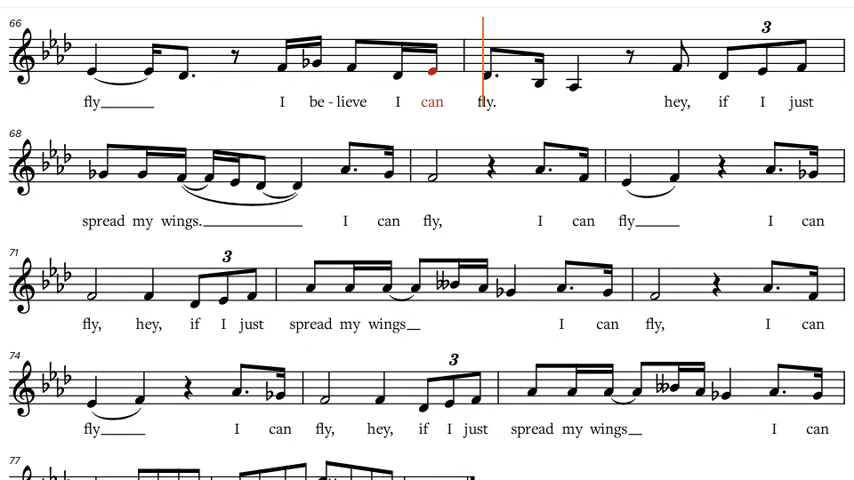 66
3
fly I be - lieve I can fly. hey, if I just
68
spread my wings. I can fly, I can fly I can
71
3
fly, hey, if I just spread my wings I can fly, I can
74
3
fly I can fly, hey, if I just spread my wings I can
77